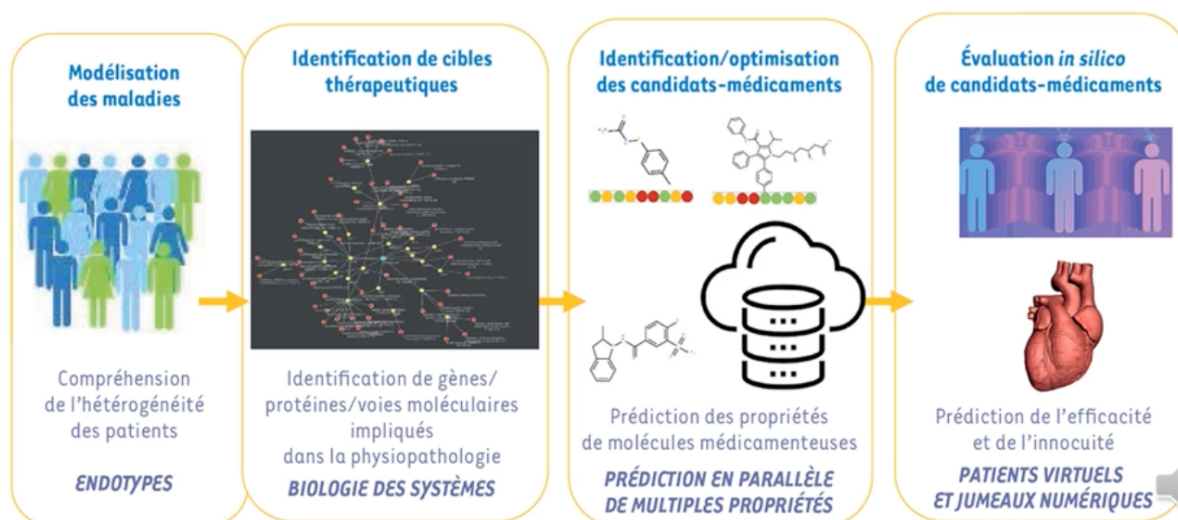 Modélisation
des maladies
Compréhension
de l'hétérogénéité
des patients
ENDOTYPES
Identification de cibles
thérapeutiques
Identification de gènes/
protéines/voies moléculaires
impliqués
dans la physiopathologie
BIOLOGIE DES SYSTÈMES
Identification/optimisation
des candidats-médicaments
Prédiction des propriétés
de molécules médicamenteuses
PRÉDICTION EN PARALLÈLE
DE MULTIPLES PROPRIÉTÉS
Évaluation in silico
de candidats-médicaments
Prédiction de l'efficacité
et de l'innocuité
PATIENTS VIRTUELS
ET JUMEAUX NUMÉRIQUES